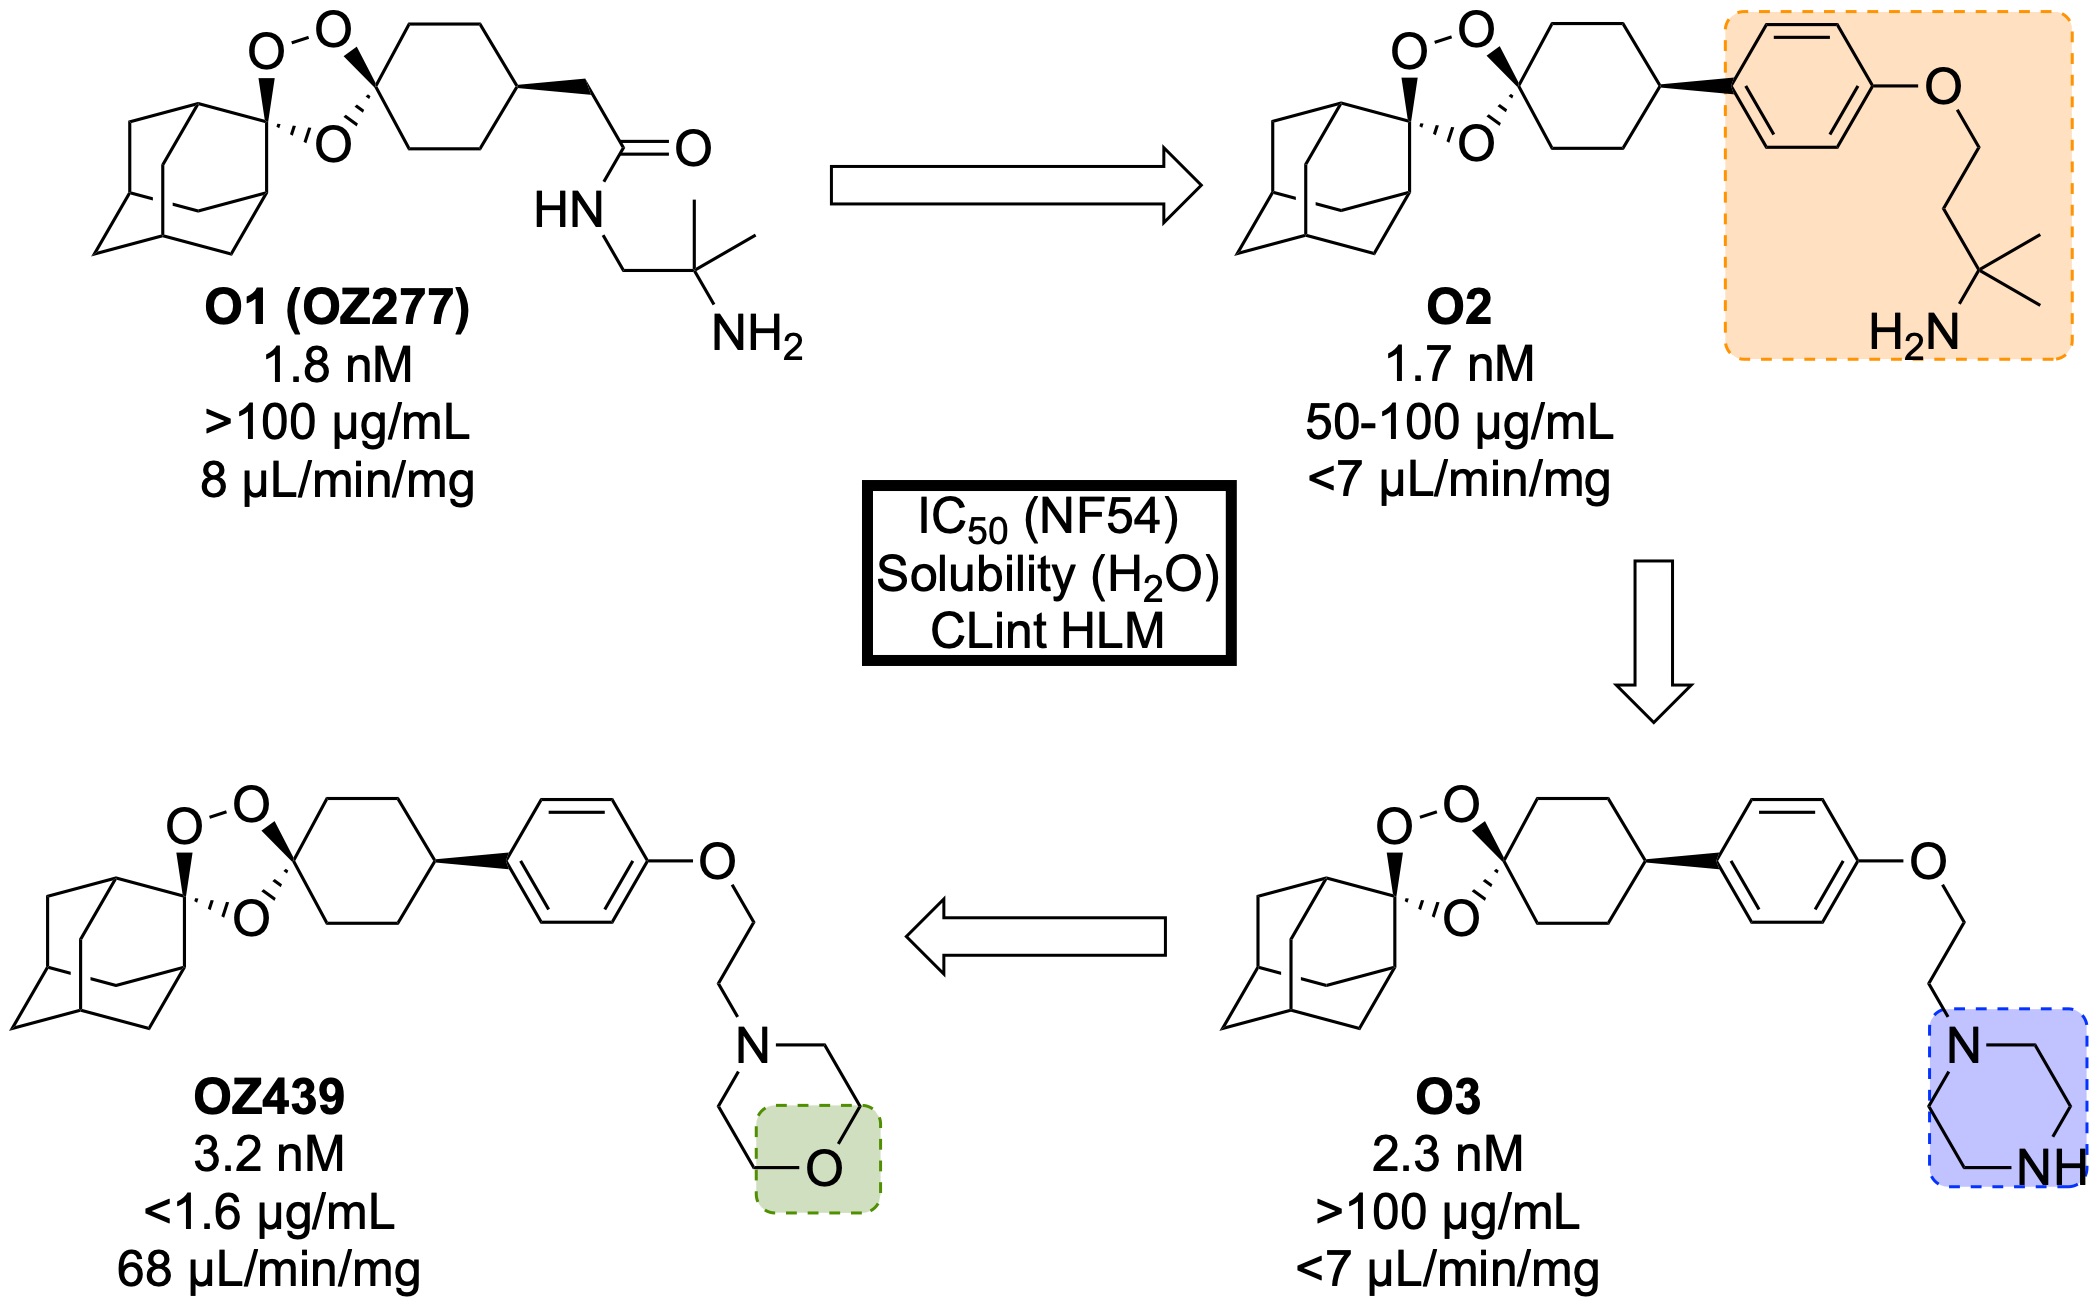 O-O
O
O
HN
NH₂
O1 (OZ277)
1.8 nM
>100 µg/mL
8 µL/min/mg
O-O
O
O
H₂N
O2
1.7 nM
50-100 µg/mL
<7 µL/min/mg
IC₅₀ (NF54)
Solubility (H₂O)
CLint HLM
O-O
O
O
N
O
OZ439
3.2 nM
<1.6 µg/mL
68 µL/min/mg
O-O
O
O
N
NH
O3
2.3 nM
>100 µg/mL
<7 µL/min/mg